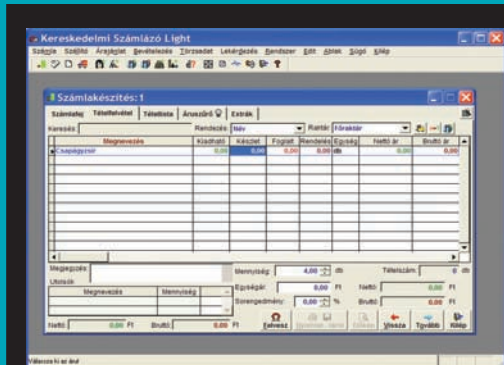 Kereskedelmi Számlázó Light
Számla Szállító Árajánlat Bevételezés Törzsadat Lekérdezés Rendszer Edit Ablak Súgó Kilép
Számlakészítés: 1
Számlafej Tételfelvétel Tétellista Áruszűrő Extrák
Keresés: Rendezés: Név Raktár: Főraktár
Megnevezés Kiadható Készlet Foglalt Rendelés Egység Nettó ár Bruttó ár
Csapágyzsír 0,00 0,00 0,00 0,00 db 0,00 0,00
Megjegyzés: Mennyiség: 4,00 db Tételszám: 0 db
Utolsók:
Megnevezés Mennyiség Egységár: 0,00 Ft Nettó: 0,00 Ft
Sorengedmény: 0,00 % Bruttó: 0,00 Ft
Nettó: 0,00 Ft Bruttó: 0,00 Ft Felvesz Vissza Tovább Kilép
Válassza ki az árut